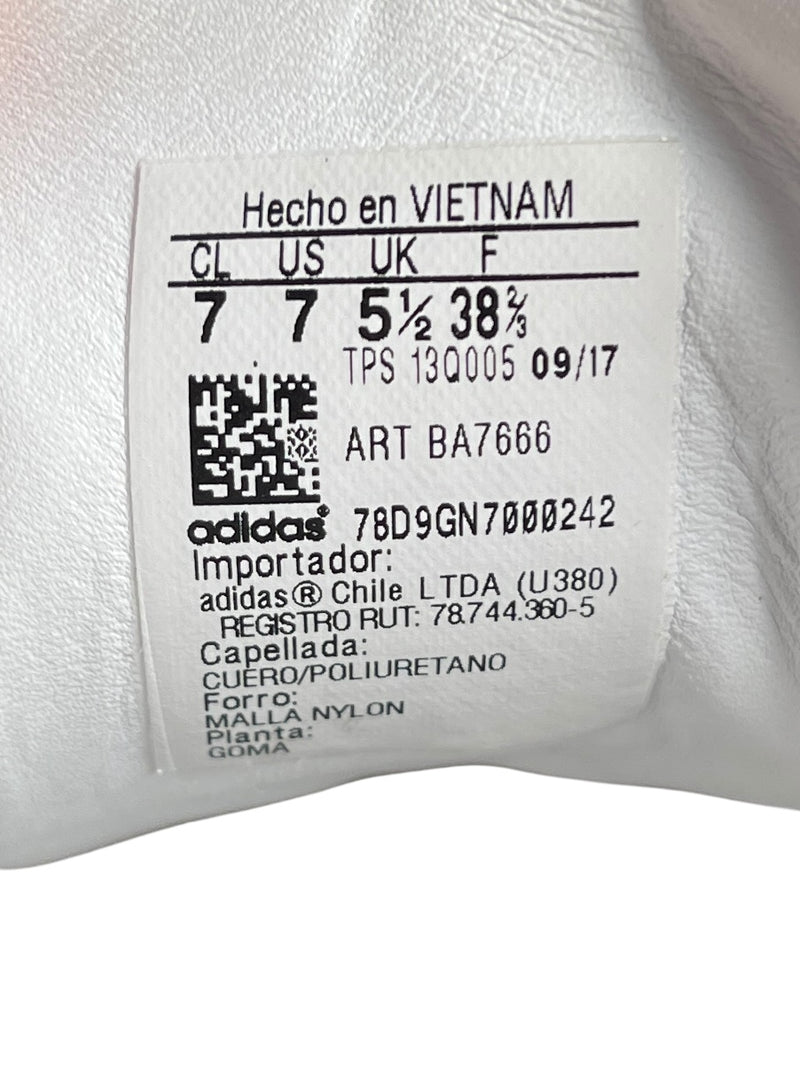 Hecho en VIETNAM
CL US UK F
7 7 5½ 38⅔
TPS 13Q005 09/17
ART BA7666
adidas® 78D9GN7000242
Importador:
adidas® Chile LTDA (U380)
REGISTRO RUT: 78.744.360-5
Capellada:
CUERO/POLIURETANO
Forro:
MALLA NYLON
Planta:
GOMA